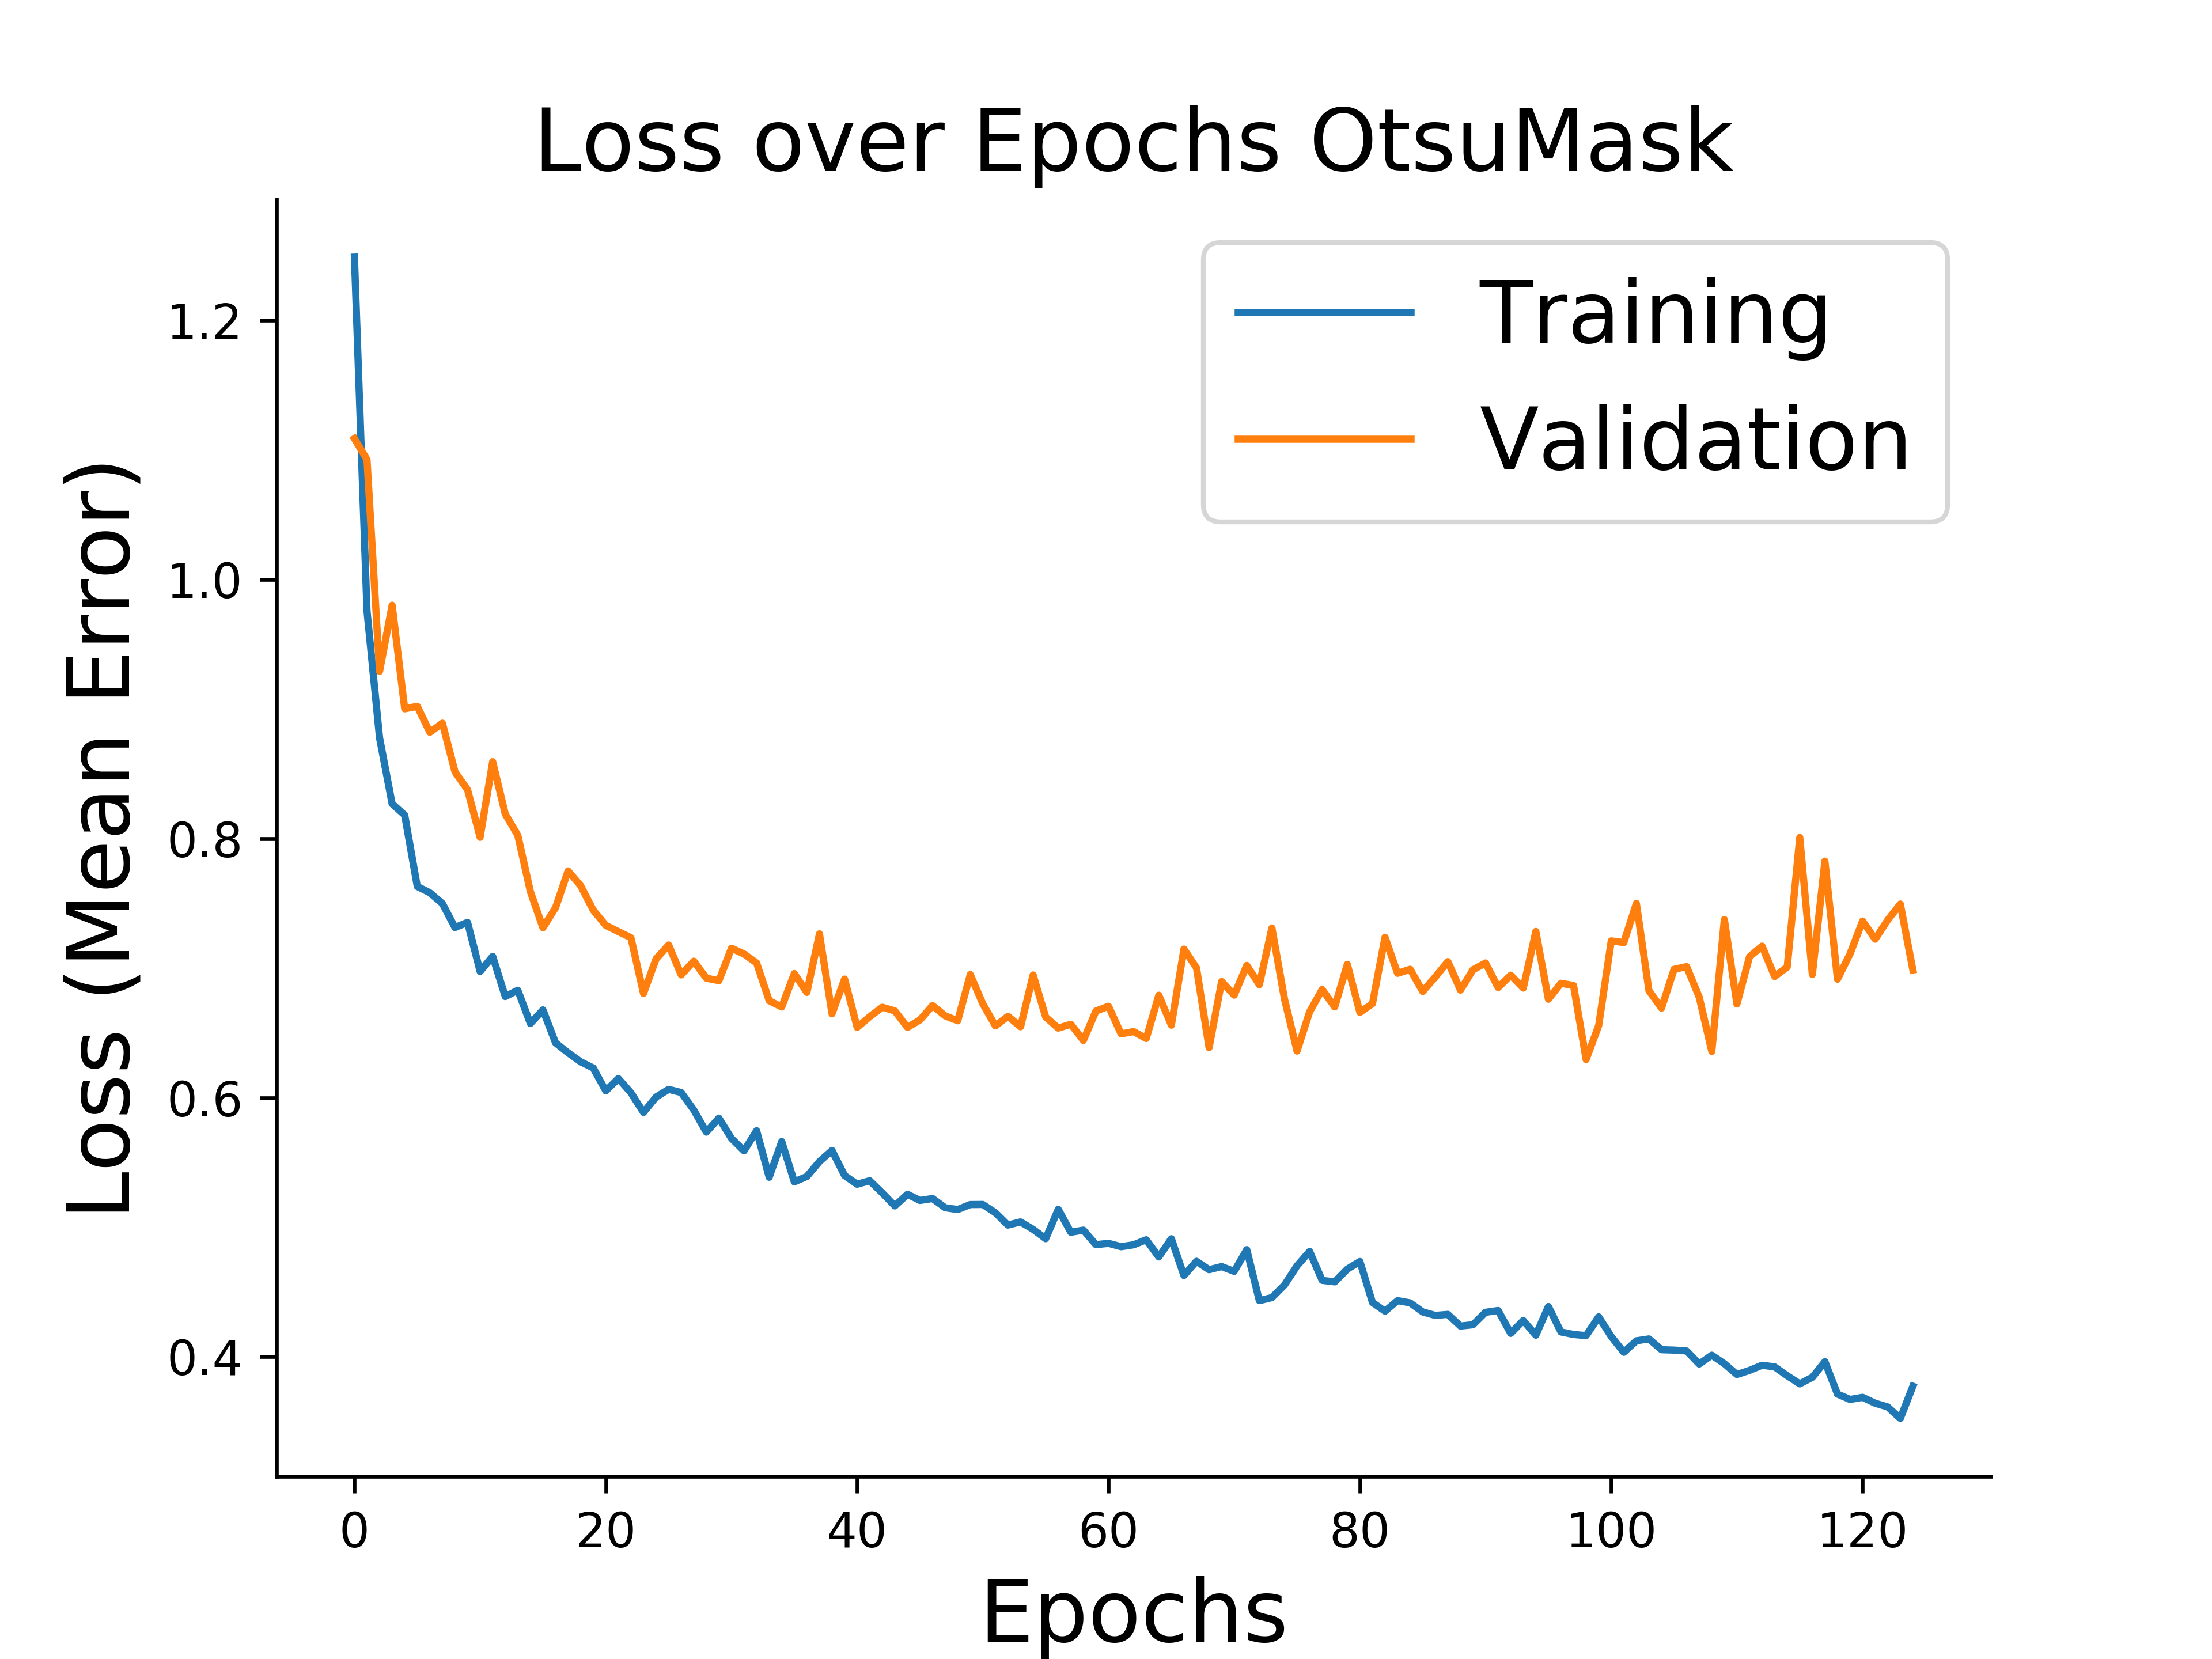 Loss over Epochs OtsuMask
Training
Validation
Loss (Mean Error)
1.2
1.0
0.8
0.6
0.4
0 20 40 60 80 100 120
Epochs